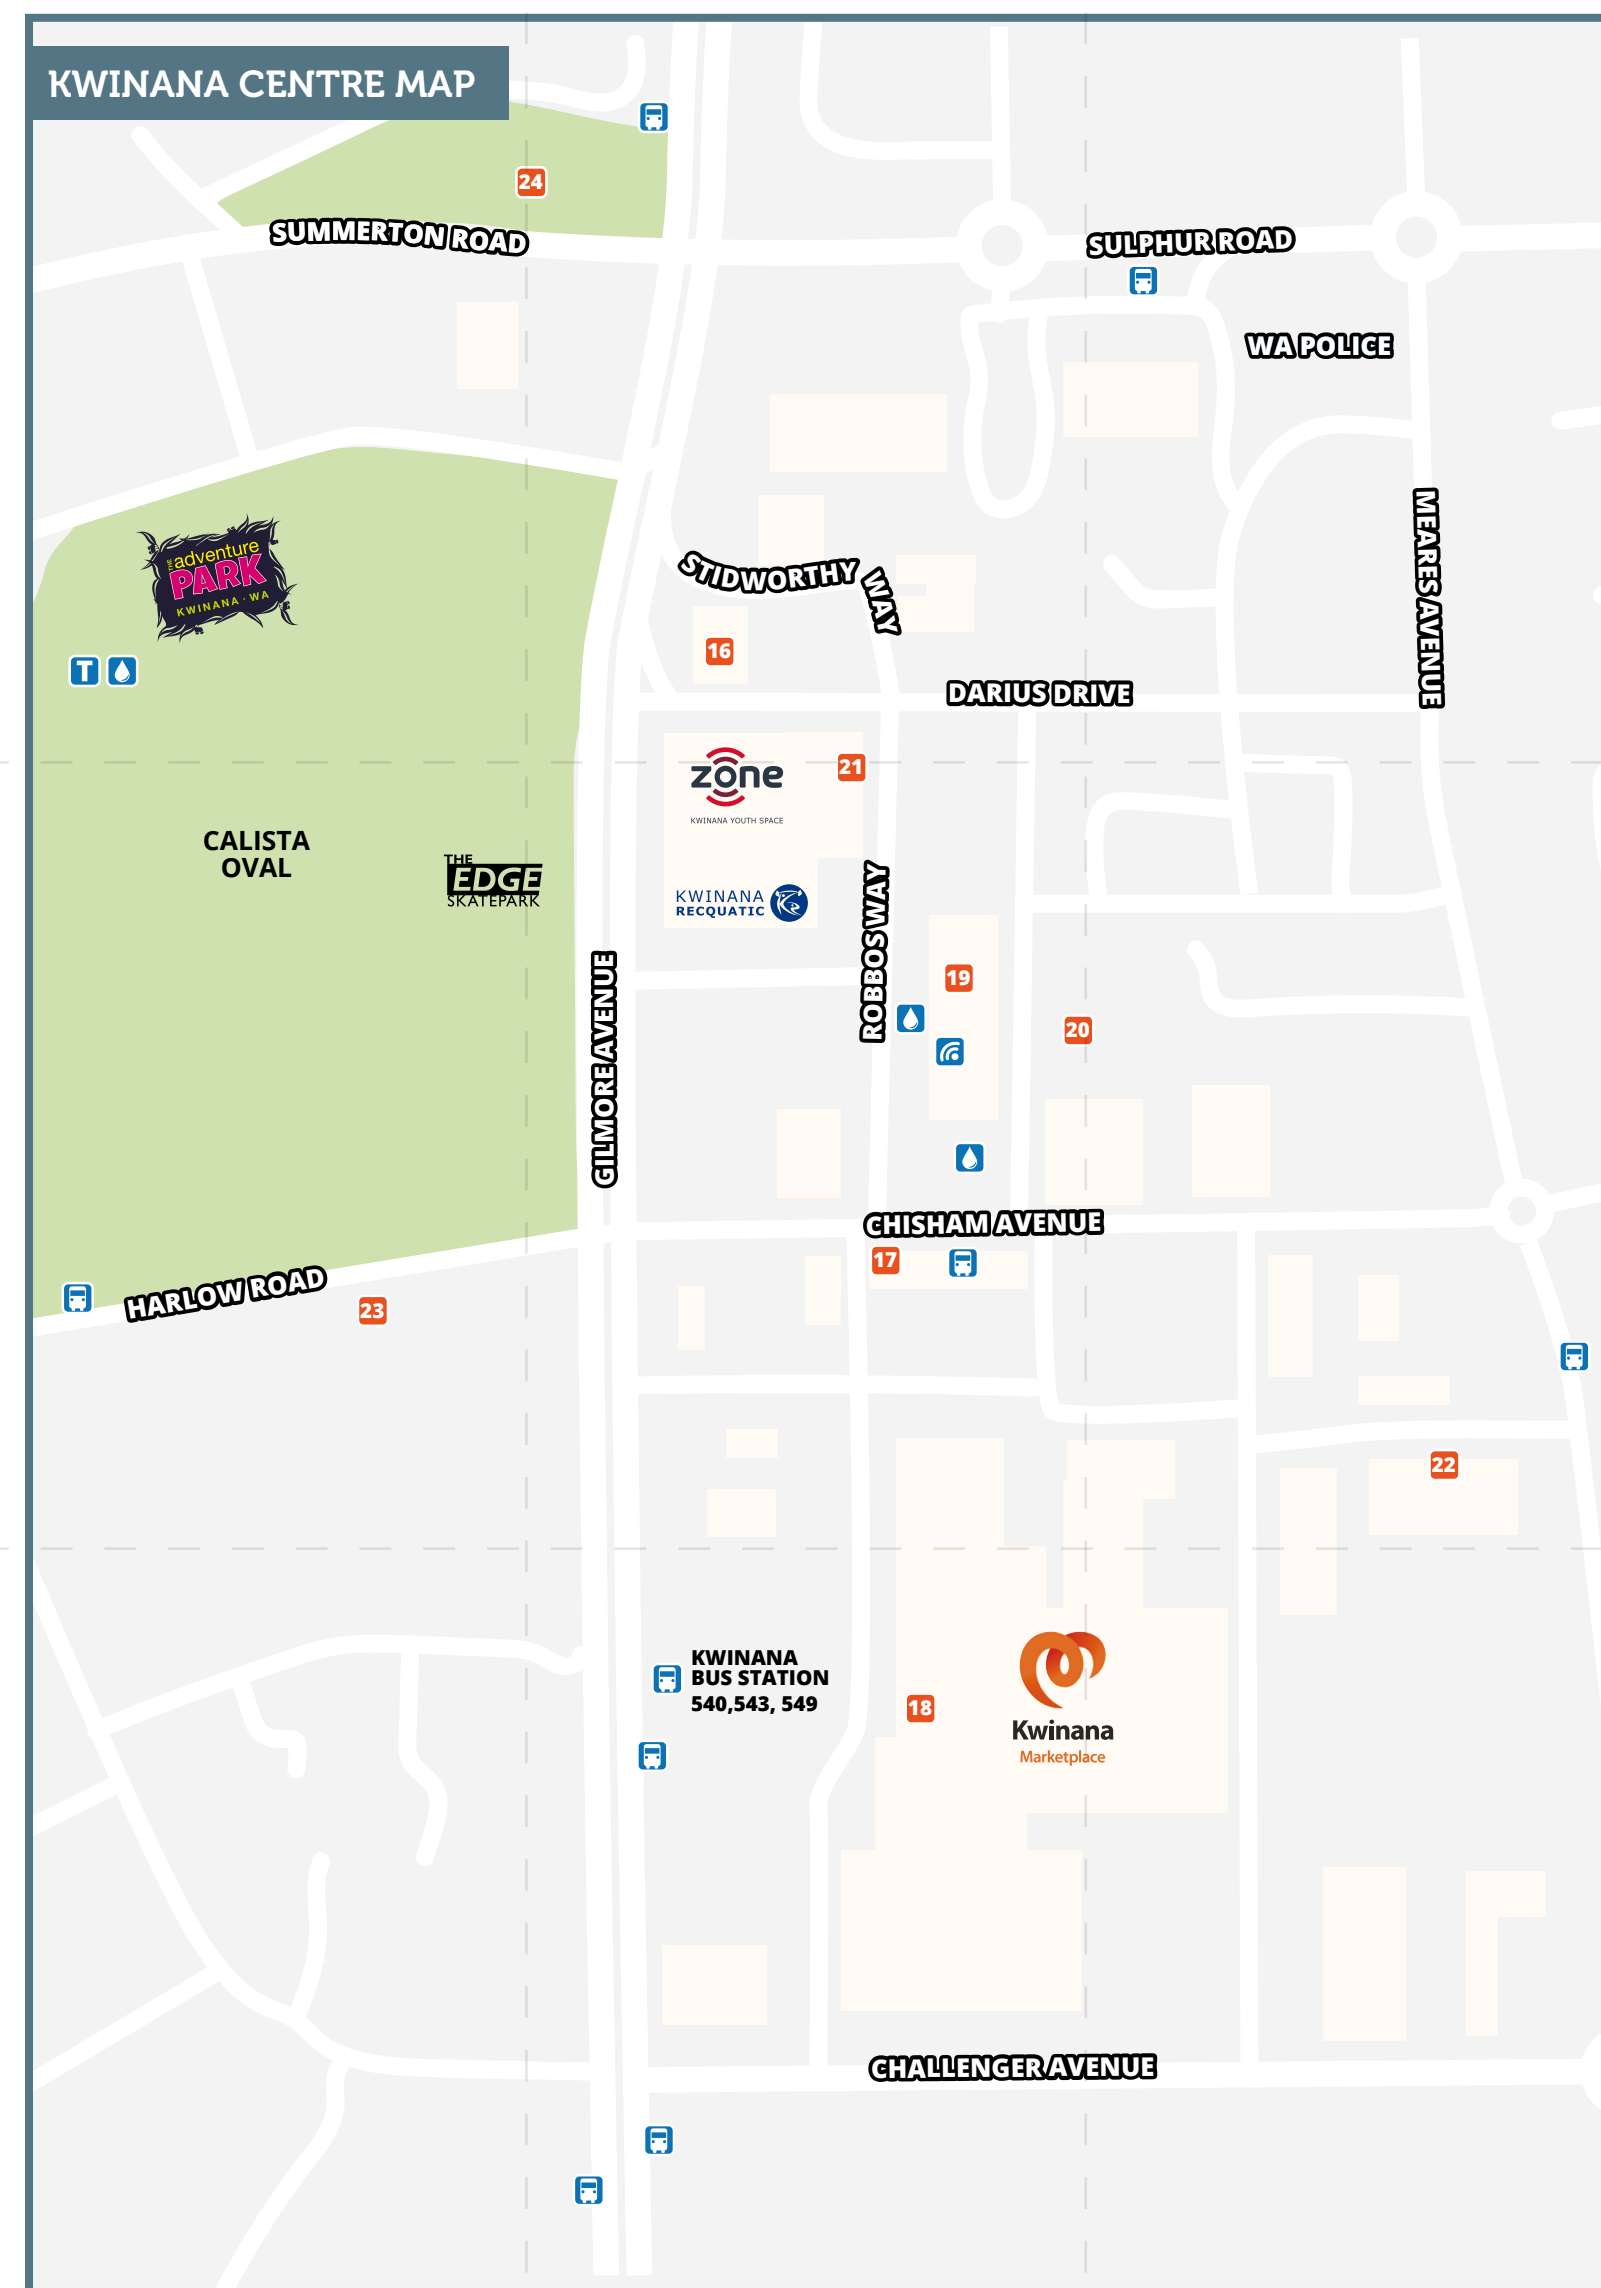 KWINANA CENTRE MAP
24
SUMMERTON ROAD
SULPHUR ROAD
WA POLICE
MEARES AVENUE
THE adventure
PARK
KWINANA · WA
STIDWORTHY WAY
16
T
DARIUS DRIVE
zone
KWINANA YOUTH SPACE
21
CALISTA
OVAL
THE
EDGE
SKATEPARK
KWINANA
RECQUATIC
ROBBOS WAY
GILMORE AVENUE
19
20
CHISHAM AVENUE
17
HARLOW ROAD
23
22
KWINANA
BUS STATION
540,543, 549
18
Kwinana
Marketplace
CHALLENGER AVENUE